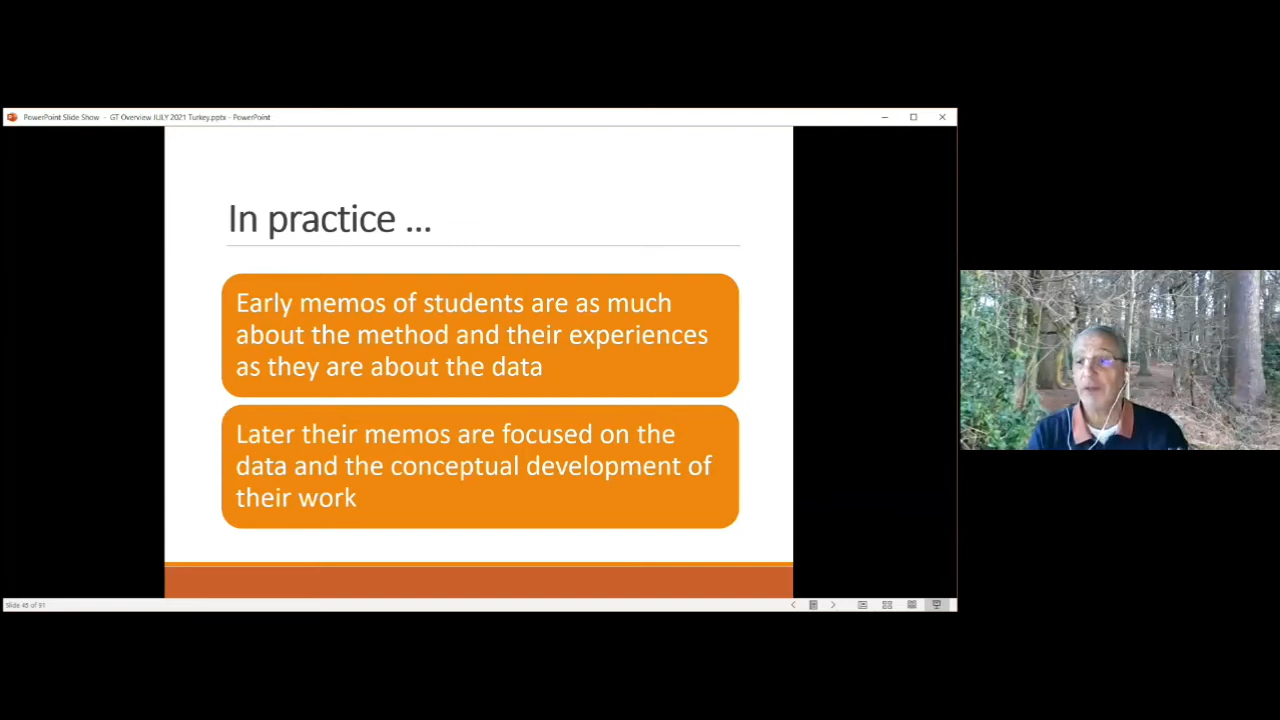 PowerPoint Slide Show - GT Overview JULY 2021 Turkey.pptx - PowerPoint
In practice ...
Early memos of students are as much
about the method and their experiences
as they are about the data
Later their memos are focused on the
data and the conceptual development of
their work
Slide 45 of 91